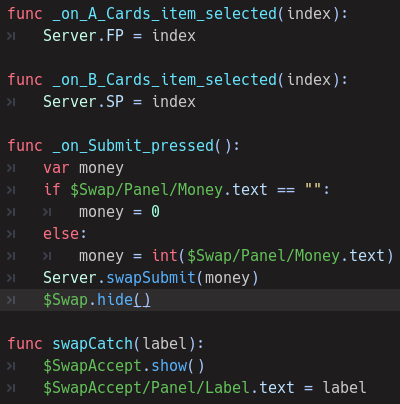 func _on_A_Cards_item_selected(index):
Server.FP = index
func _on_B_Cards_item_selected(index):
Server.SP = index
func _on_Submit_pressed():
var money
if $Swap/Panel/Money.text == "":
money = 0
else:
money = int($Swap/Panel/Money.text)
Server.swapSubmit(money)
$Swap.hide()
func swapCatch(label):
$SwapAccept.show()
$SwapAccept/Panel/Label.text = label